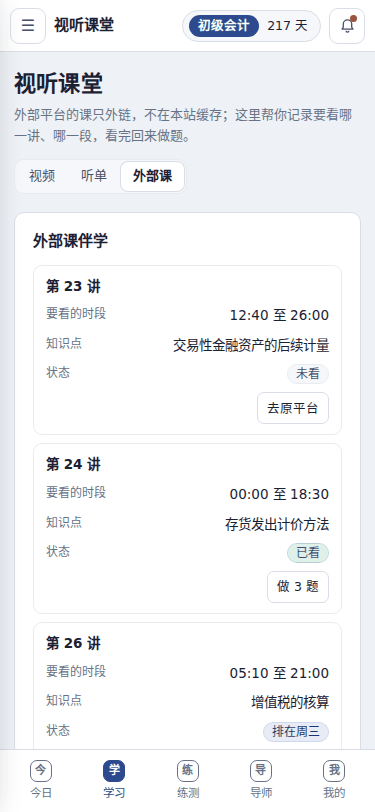 ☰ 视听课堂 初级会计 217 天
视听课堂
外部平台的课只外链，不在本站缓存；这里帮你记录要看哪
一讲、哪一段，看完回来做题。
视频 听单 外部课
外部课伴学
第 23 讲
要看的时段 12:40 至 26:00
知识点 交易性金融资产的后续计量
状态 未看
去原平台
第 24 讲
要看的时段 00:00 至 18:30
知识点 存货发出计价方法
状态 已看
做 3 题
第 26 讲
要看的时段 05:10 至 21:00
知识点 增值税的核算
状态 排在周三
今 学 练 导 我
今日 学习 练测 导师 我的